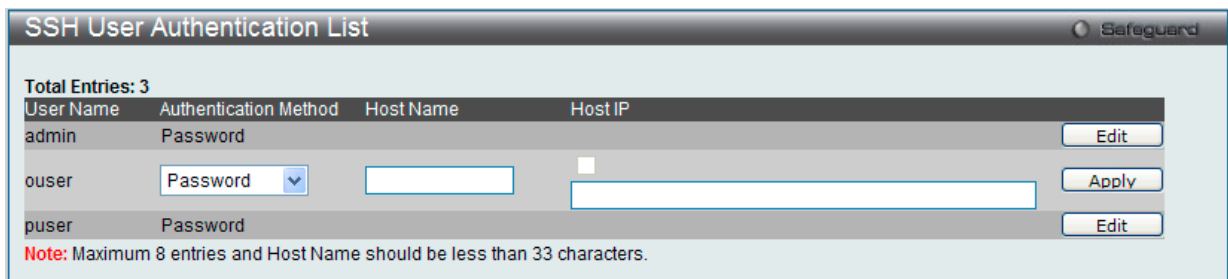 SSH User Authentication List Safeguard
Total Entries: 3
User Name Authentication Method Host Name Host IP
admin Password Edit
ouser Password Apply
puser Password Edit
Note: Maximum 8 entries and Host Name should be less than 33 characters.